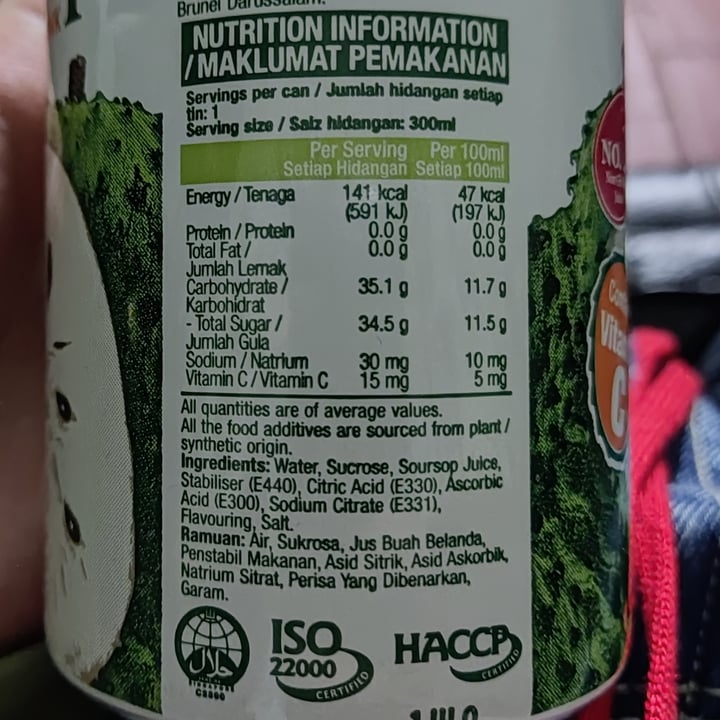 Brunei Darussalam.
NUTRITION INFORMATION
/ MAKLUMAT PEMAKANAN
Servings per can / Jumlah hidangan setiap
tin: 1
Serving size / Saiz hidangan: 300ml
Per Serving Per 100ml
Setiap Hidangan Setiap 100ml
Energy / Tenaga 141 kcal 47 kcal
(591 kJ) (197 kJ)
Protein / Protein 0.0 g 0.0 g
Total Fat / 0.0 g 0.0 g
Jumlah Lemak
Carbohydrate / 35.1 g 11.7 g
Karbohidrat
- Total Sugar / 34.5 g 11.5 g
Jumlah Gula
Sodium / Natrium 30 mg 10 mg
Vitamin C / Vitamin C 15 mg 5 mg
All quantities are of average values.
All the food additives are sourced from plant /
synthetic origin.
Ingredients: Water, Sucrose, Soursop Juice,
Stabiliser (E440), Citric Acid (E330), Ascorbic
Acid (E300), Sodium Citrate (E331),
Flavouring, Salt.
Ramuan: Air, Sukrosa, Jus Buah Belanda,
Penstabil Makanan, Asid Sitrik, Asid Askorbik,
Natrium Sitrat, Perisa Yang Dibenarkan,
Garam.
ISO
22000
CERTIFIED
HACCP
CERTIFIED
NO.
C